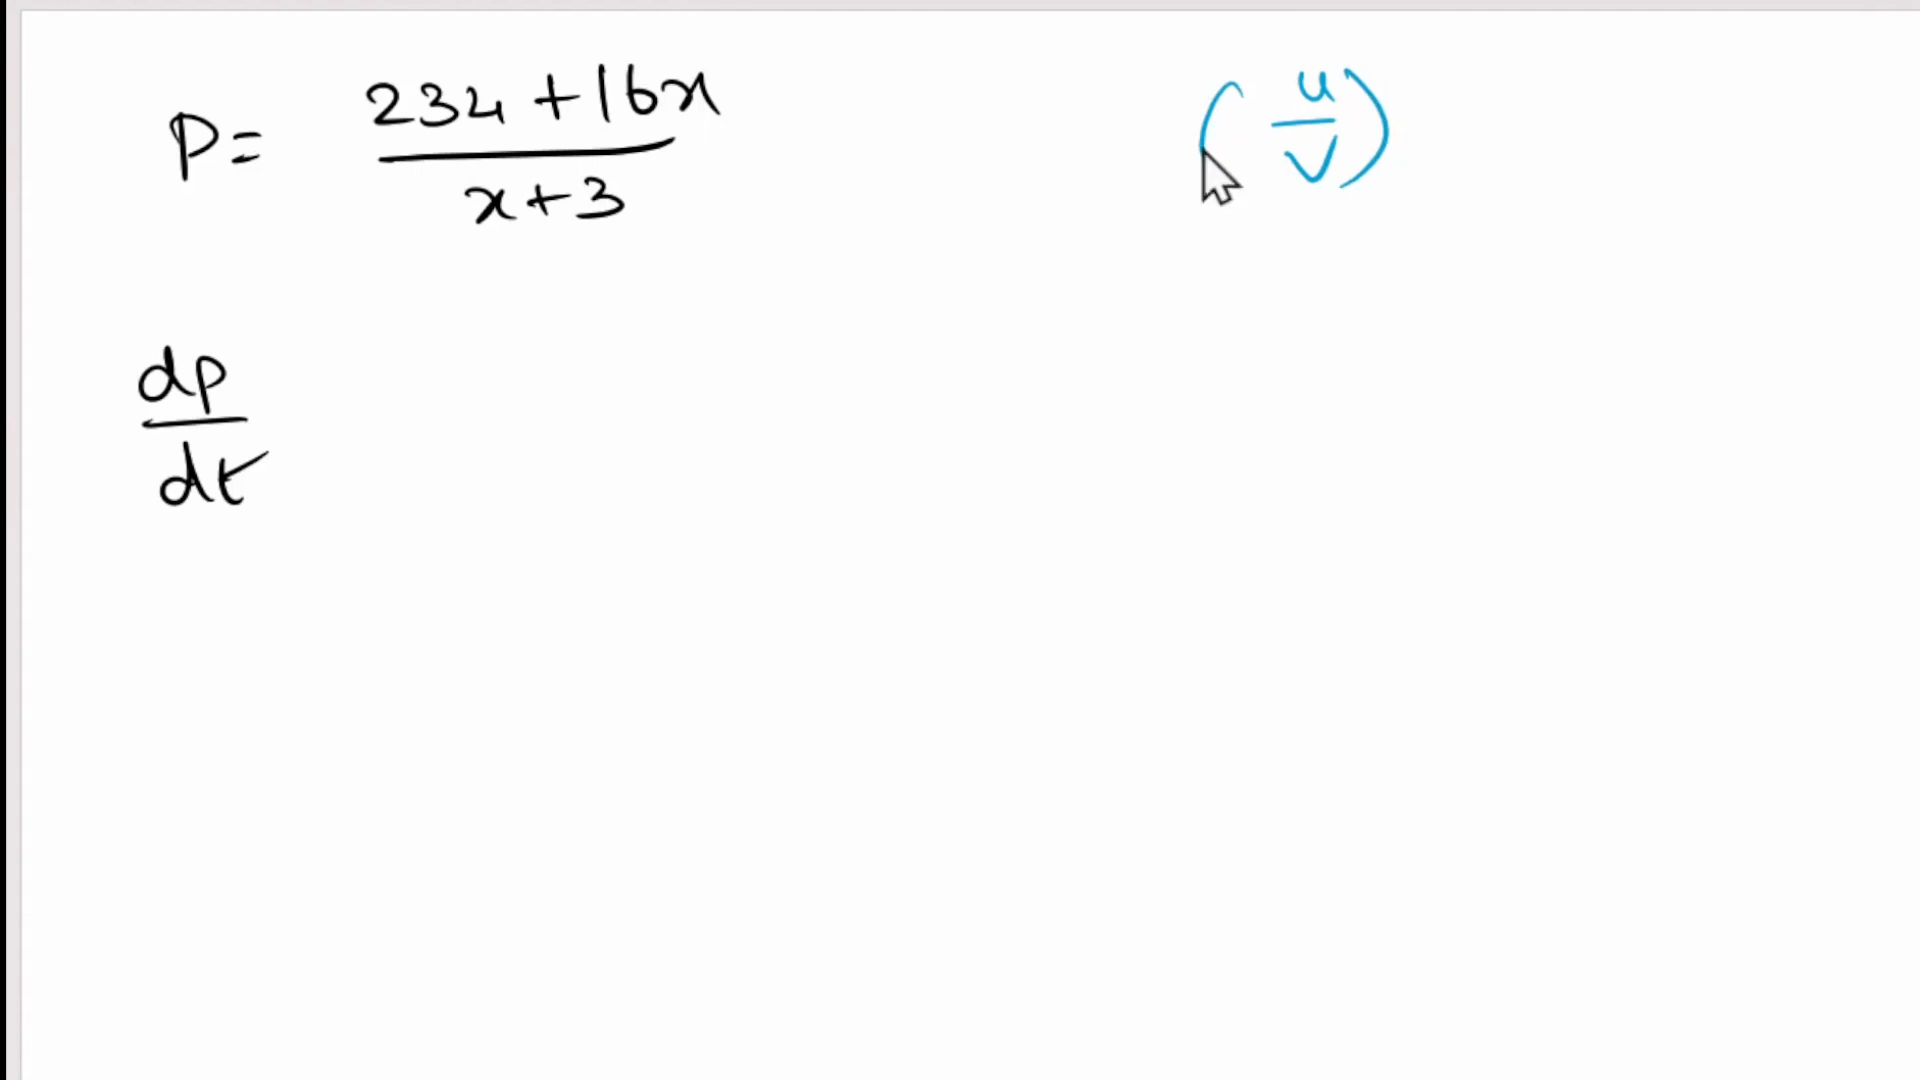 P = 234 + 16x / x + 3
( u / v )
dp / dt